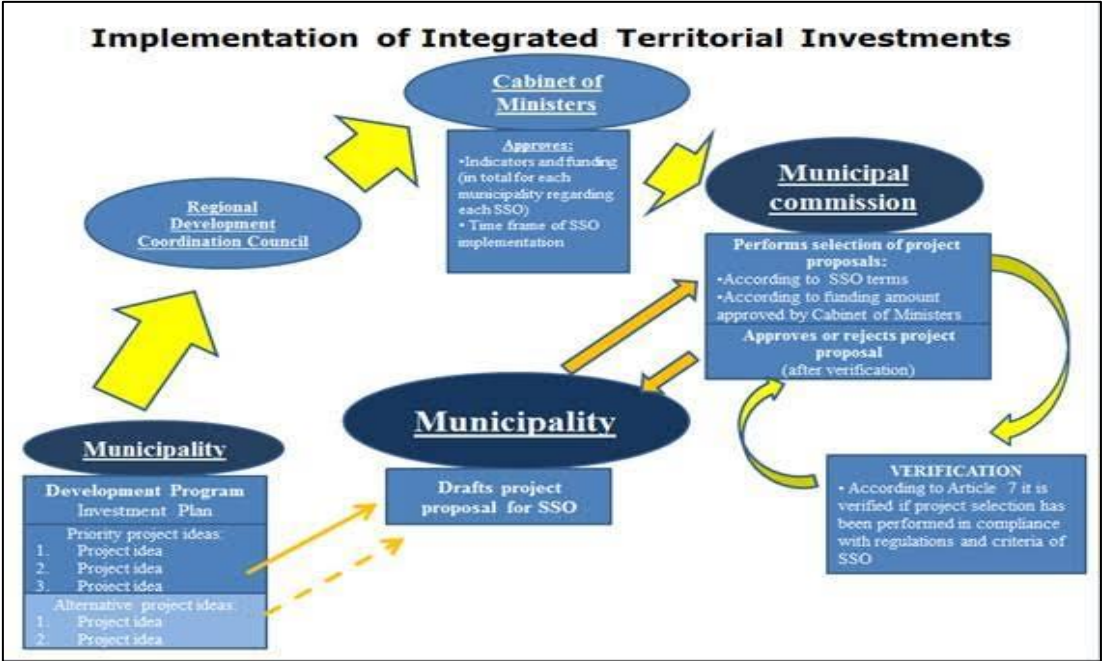 Implementation of Integrated Territorial Investments
Cabinet of
Ministers
Approves:
•Indicators and funding
(in total for each
municipality regarding
each SSO)
• Time frame of SSO
implementation
Regional
Development
Coordination Council
Municipal
commission
Performs selection of project
proposals:
•According to SSO terms
•According to funding amount
approved by Cabinet of Ministers
Approves or rejects project
proposal
(after verification)
Municipality
Development Program
Investment Plan
Priority project ideas:
1. Project idea
2. Project idea
3. Project idea
Alternative project ideas:
1. Project idea
2. Project idea
Municipality
Drafts project
proposal for SSO
VERIFICATION
• According to Article 7 it is
verified if project selection has
been performed in compliance
with regulations and criteria of
SSO